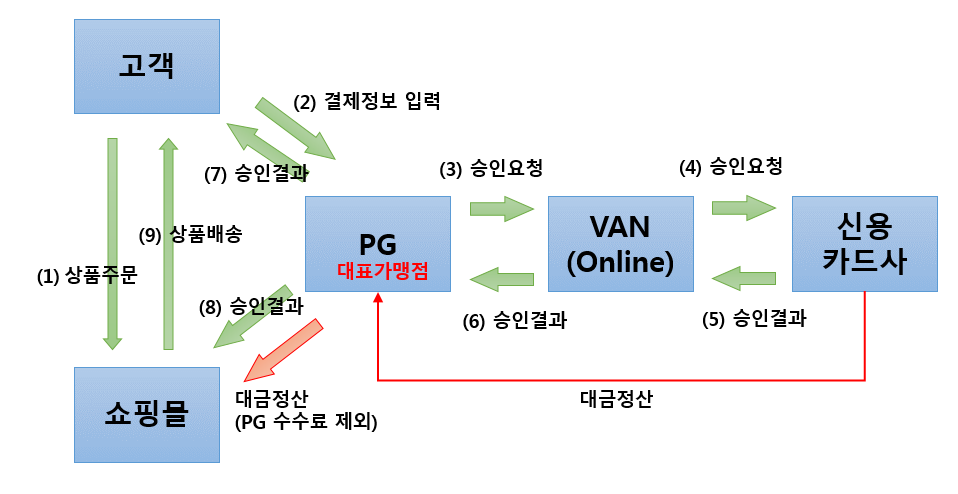 고객
(2) 결제정보 입력
(7) 승인결과
(3) 승인요청
(4) 승인요청
PG
대표가맹점
VAN
(Online)
신용
카드사
(9) 상품배송
(1) 상품주문
(8) 승인결과
(6) 승인결과
(5) 승인결과
쇼핑몰
대금정산
(PG 수수료 제외)
대금정산